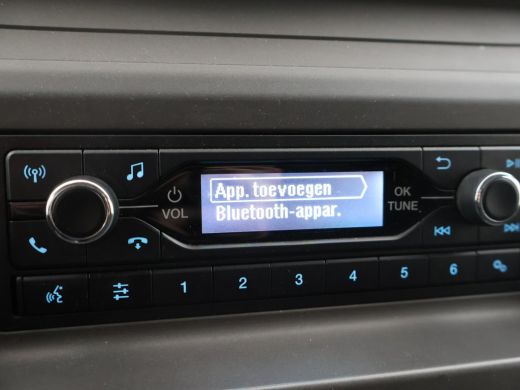 App. toevoegen
Bluetooth-appar.
VOL
OK
TUNE
1 2 3 4 5 6